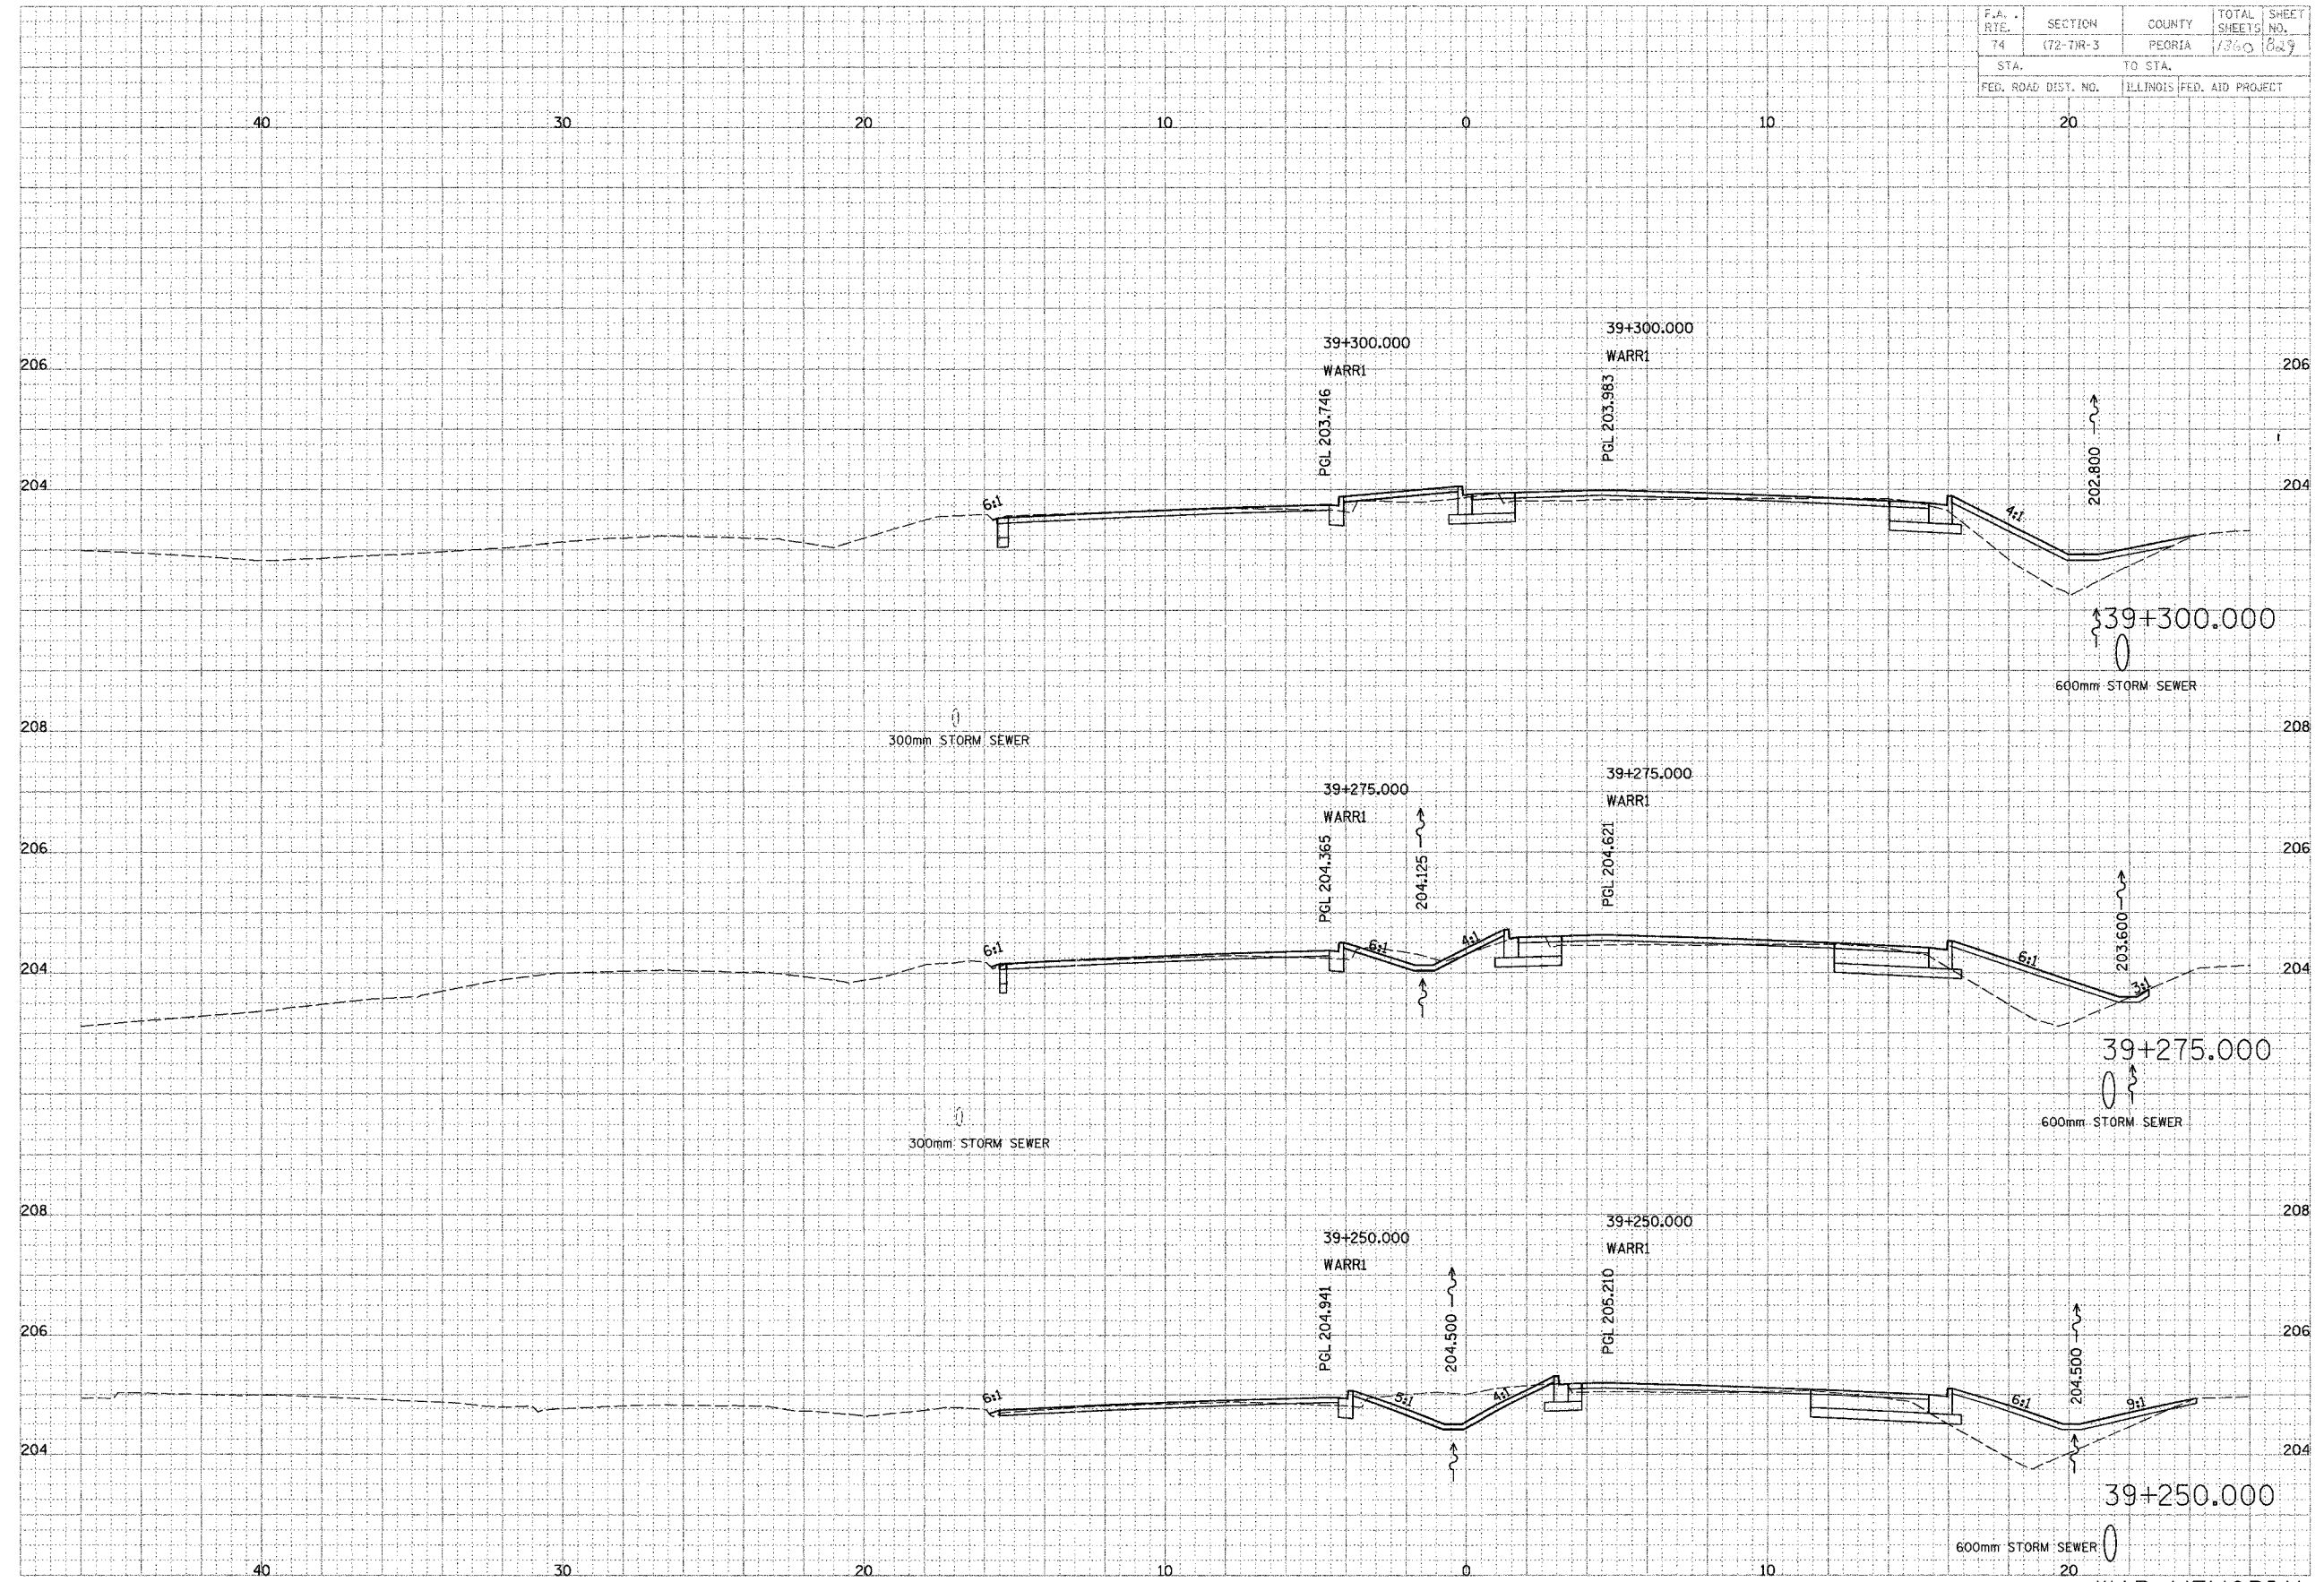 F.A. RTE. SECTION COUNTY TOTAL SHEETS SHEET NO.
74 (72-7)R-3 PEORIA 1360 829
STA. TO STA.
FED. ROAD DIST. NO. ILLINOIS FED. AID PROJECT
40 30 20 10 0 10 20
39+300.000
39+300.000
WARR1
WARR1
206 206
PGL 203.746
PGL 203.983
202.800
204 204
6:1
4:1
39+300.000
600mm STORM SEWER
208 208
300mm STORM SEWER
39+275.000
39+275.000
WARR1
WARR1
206 206
PGL 204.365
204.125
PGL 204.621
203.600
6:1
6:1
4:1
6:1
3:1
204 204
39+275.000
600mm STORM SEWER
300mm STORM SEWER
208 208
39+250.000
39+250.000
WARR1
WARR1
206 206
PGL 204.941
204.500
PGL 205.210
204.500
6:1
5:1
4:1
6:1
9:1
204 204
39+250.000
600mm STORM SEWER
40 30 20 10 0 10 20